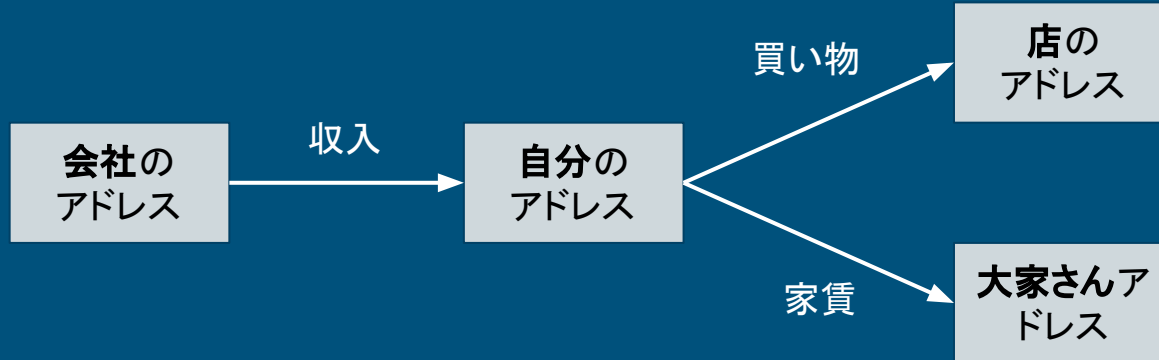 買い物
店の
アドレス
収入
会社の
アドレス
自分の
アドレス
家賃
大家さんア
ドレス